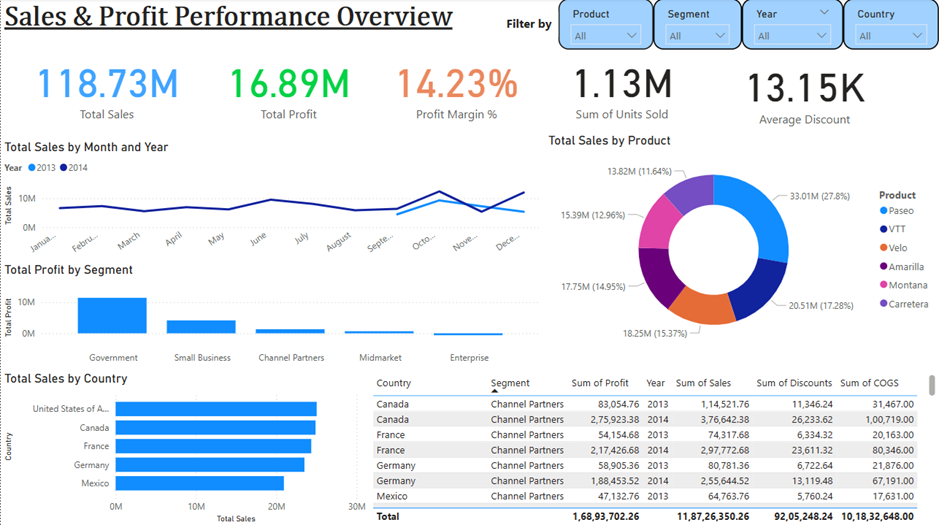 Sales & Profit Performance Overview
Filter by
Product
All
Segment
All
Year
All
Country
All
118.73M
Total Sales
16.89M
Total Profit
14.23%
Profit Margin %
1.13M
Sum of Units Sold
13.15K
Average Discount
Total Sales by Month and Year
Year 2013 2014
Total Sales
10M
0M
Janua... Febru... March April May June July August Septe... Octo... Nove... Dece...
Total Profit by Segment
Total Profit
10M
0M
Government Small Business Channel Partners Midmarket Enterprise
Total Sales by Product
13.82M (11.64%)
33.01M (27.8%)
15.39M (12.96%)
17.75M (14.95%)
20.51M (17.28%)
18.25M (15.37%)
Product
Paseo
VTT
Velo
Amarilla
Montana
Carretera
Total Sales by Country
Country
United States of A...
Canada
France
Germany
Mexico
0M 10M 20M 30M
Total Sales
Country Segment Sum of Profit Year Sum of Sales Sum of Discounts Sum of COGS
Canada Channel Partners 83,054.76 2013 1,14,521.76 11,346.24 31,467.00
Canada Channel Partners 2,75,923.38 2014 3,76,642.38 26,233.62 1,00,719.00
France Channel Partners 54,154.68 2013 74,317.68 6,334.32 20,163.00
France Channel Partners 2,17,426.68 2014 2,97,772.68 23,611.32 80,346.00
Germany Channel Partners 58,905.36 2013 80,781.36 6,722.64 21,876.00
Germany Channel Partners 1,88,453.52 2014 2,55,644.52 13,119.48 67,191.00
Mexico Channel Partners 47,132.76 2013 64,763.76 5,760.24 17,631.00
Total 1,68,93,702.26 11,87,26,350.26 92,05,248.24 10,18,32,648.00